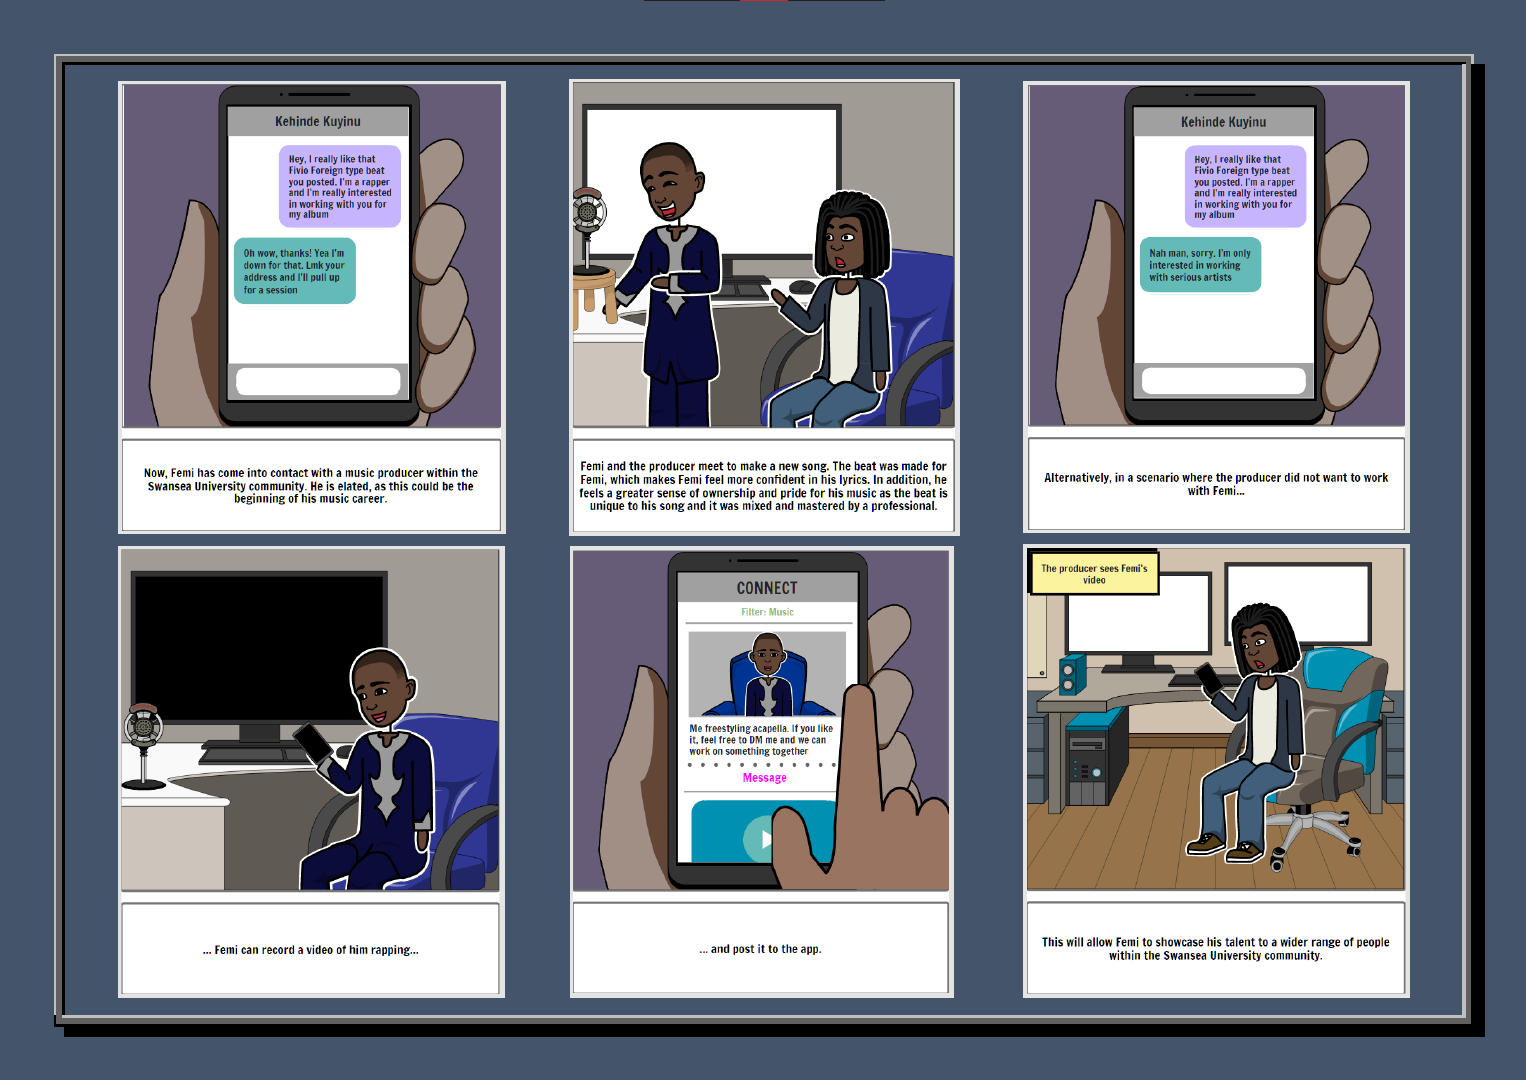 Kehinde Kuyinu
Hey, I really like that
Fivio Foreign type beat
you posted. I'm a rapper
and I'm really interested
in working with you for
my album
Oh wow, thanks! Yea I'm
down for that. Lmk your
address and I'll pull up
for a session
Now, Femi has come into contact with a music producer within the
Swansea University community. He is elated, as this could be the
beginning of his music career.
Femi and the producer meet to make a new song. The beat was made for
Femi, which makes Femi feel more confident in his lyrics. In addition, he
feels a greater sense of ownership and pride for his music as the beat is
unique to his song and it was mixed and mastered by a professional.
Kehinde Kuyinu
Hey, I really like that
Fivio Foreign type beat
you posted. I'm a rapper
and I'm really interested
in working with you for
my album
Nah man, sorry. I'm only
interested in working
with serious artists
Alternatively, in a scenario where the producer did not want to work
with Femi...
... Femi can record a video of him rapping...
CONNECT
Filter: Music
Me freestyling acapella. If you like
it, feel free to DM me and we can
work on something together
Message
... and post it to the app.
The producer sees Femi's
video
This will allow Femi to showcase his talent to a wider range of people
within the Swansea University community.